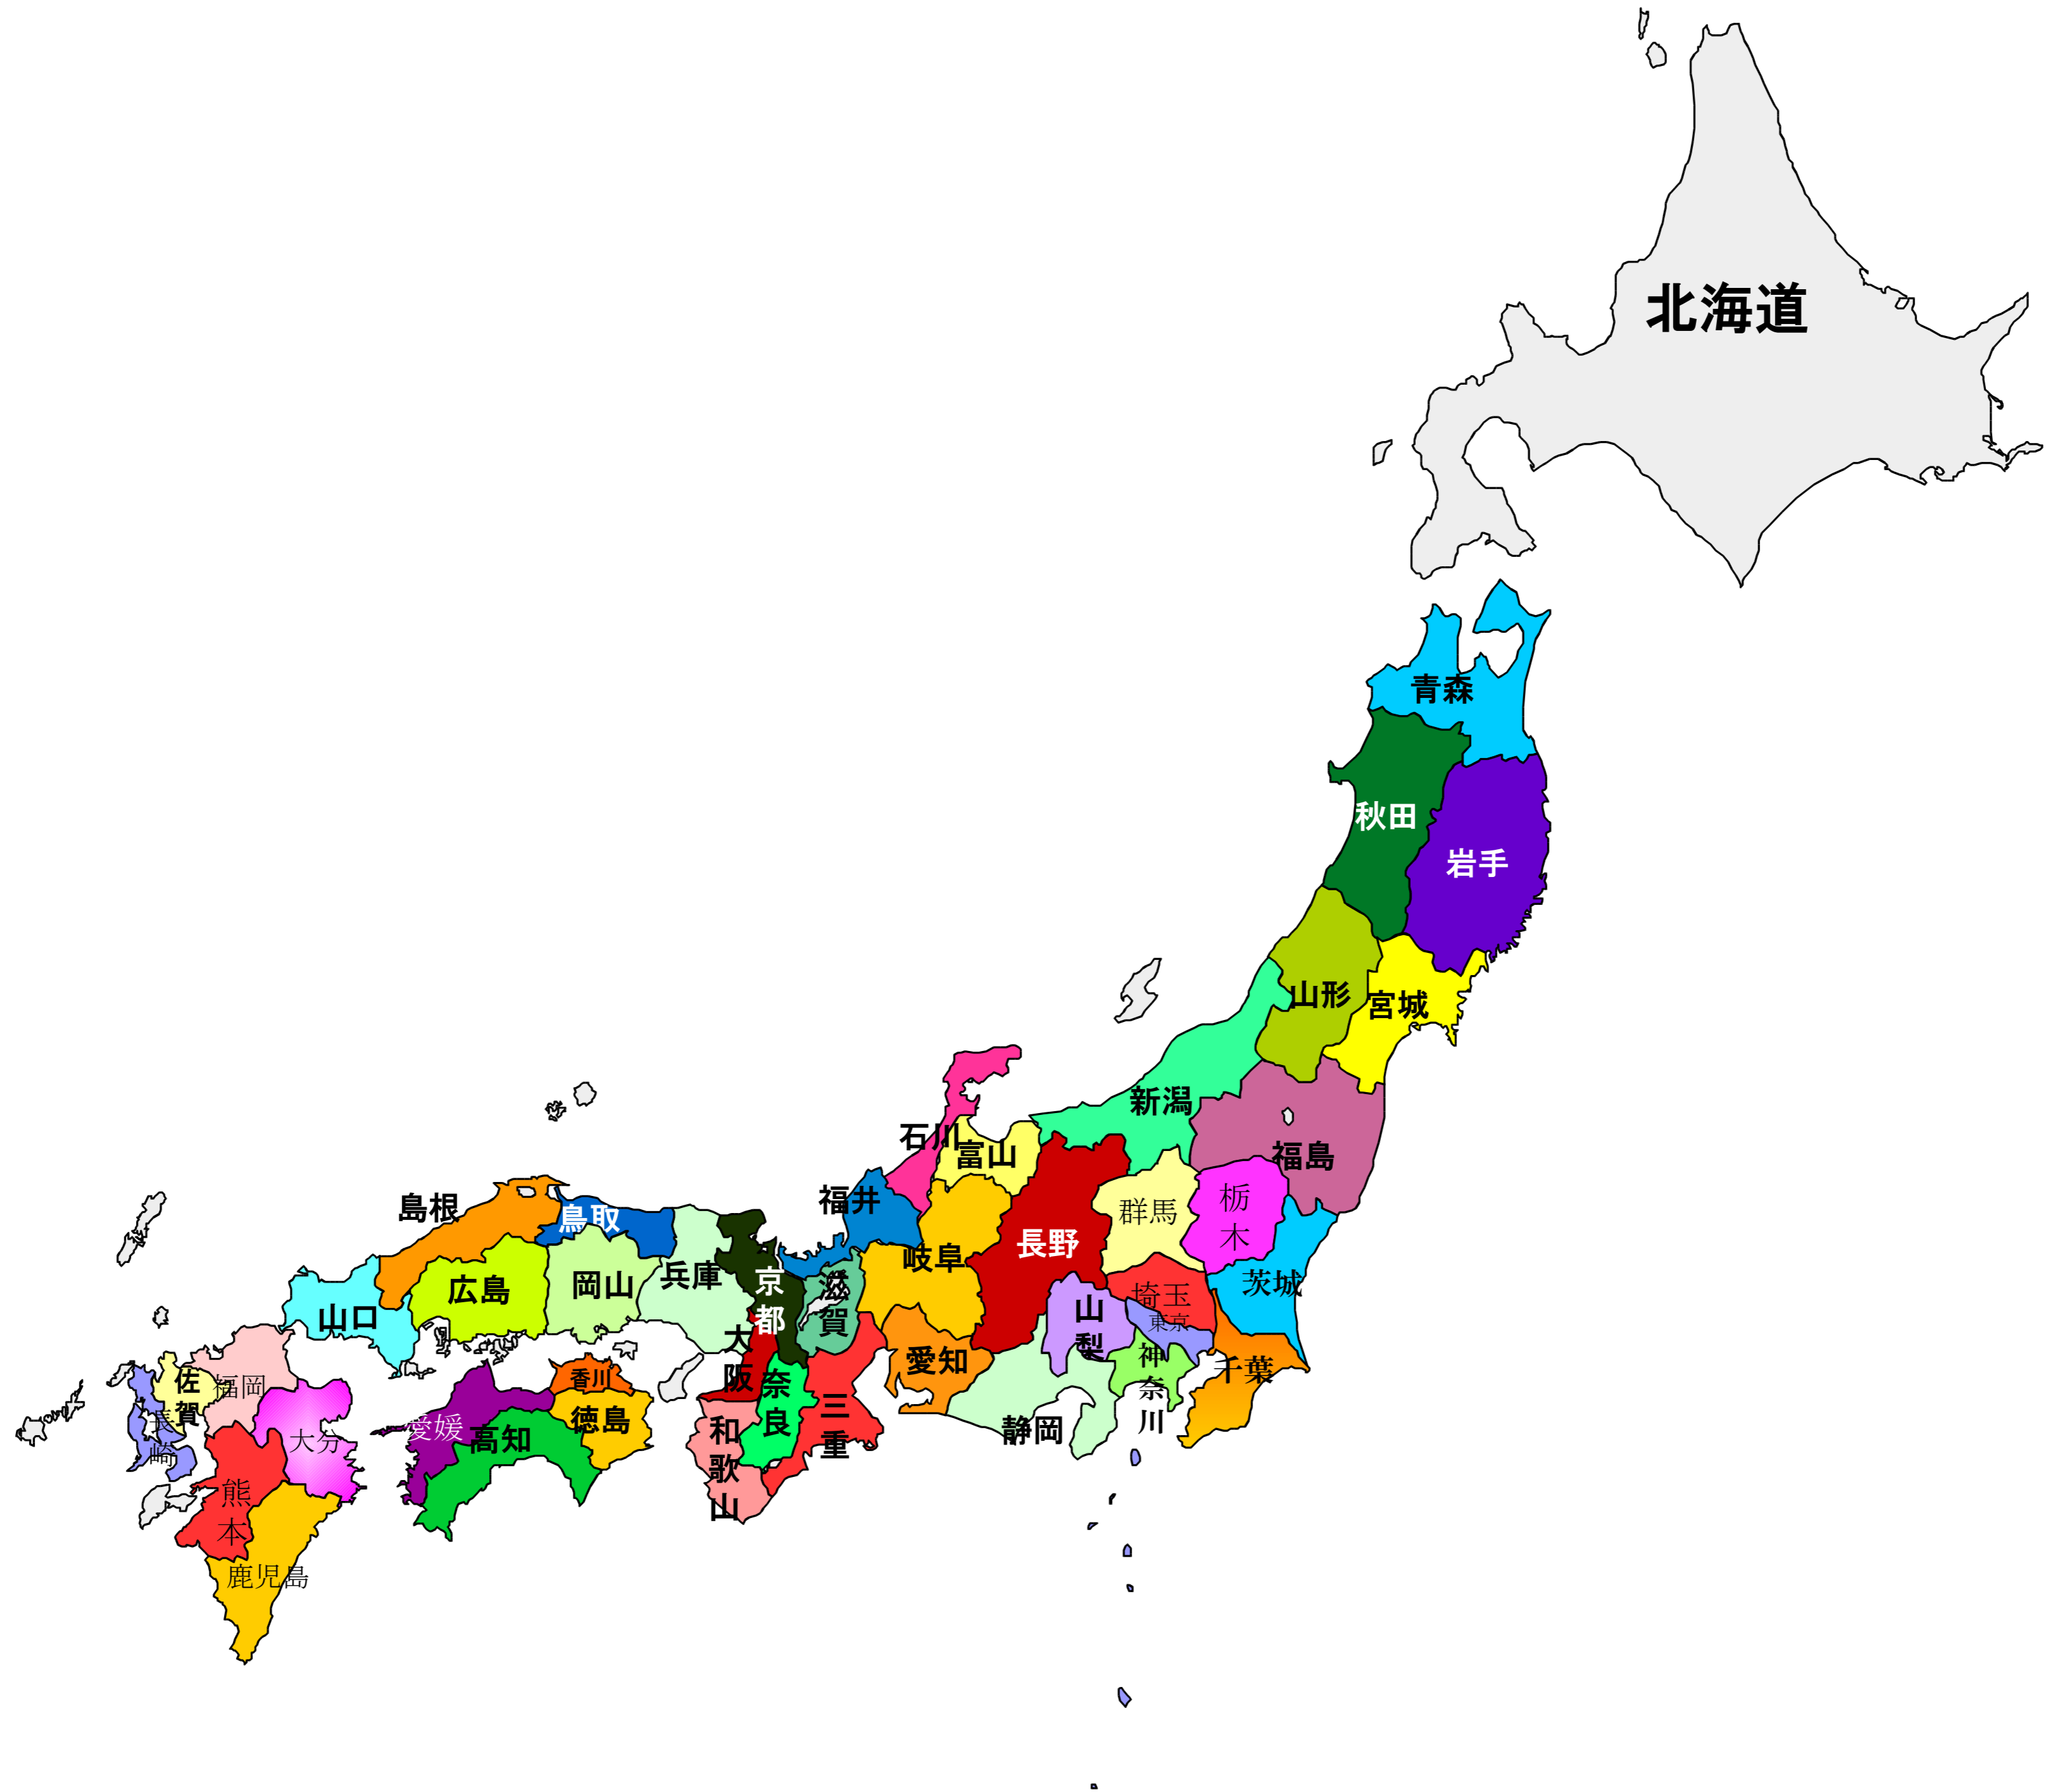 北海道
青森
秋田
岩手
山形
宮城
新潟
福島
石川
富山
福井
岐阜
長野
群馬
栃
木
茨城
埼玉
東京
千葉
神
奈
川
山
梨
静岡
愛知
滋
賀
三
重
京
都
大
阪
奈
良
和
歌
山
兵庫
鳥取
島根
岡山
広島
山口
香川
徳島
愛媛
高知
福岡
佐
賀
長
崎
大分
熊
本
鹿児島